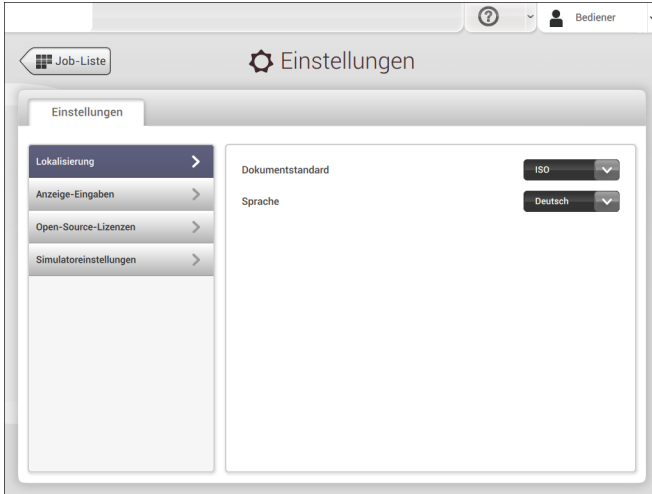 Bediener
Job-Liste
Einstellungen
Einstellungen
Lokalisierung
Anzeige-Eingaben
Open-Source-Lizenzen
Simulatoreinstellungen
Dokumentstandard ISO
Sprache Deutsch